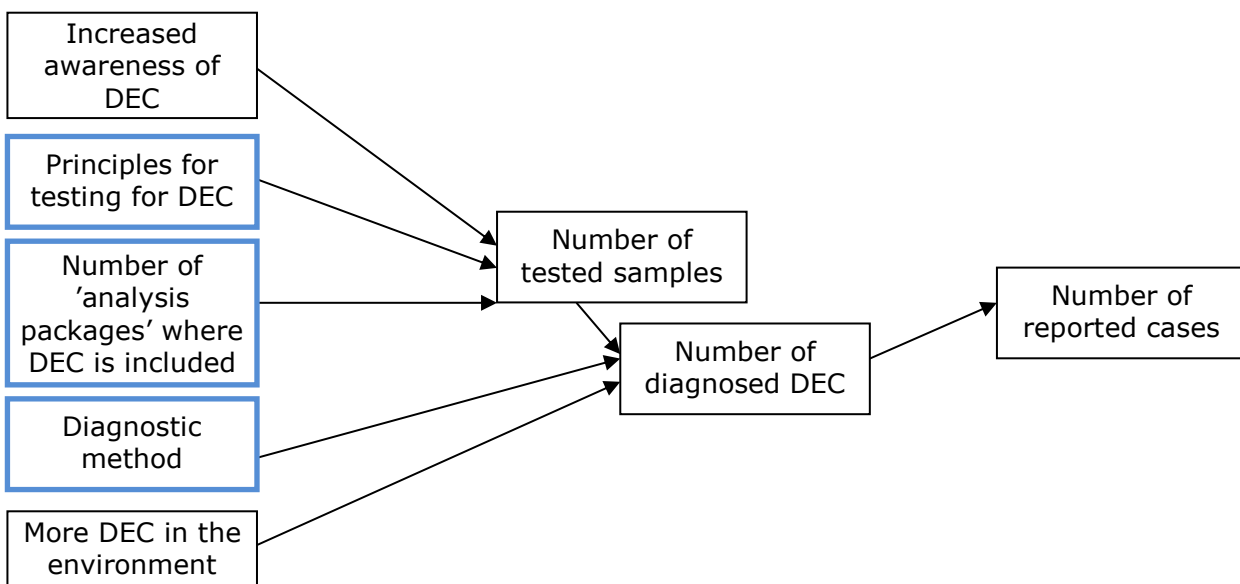 Increased
awareness of
DEC
Principles for
testing for DEC
Number of
’analysis
packages’ where
DEC is included
Diagnostic
method
More DEC in the
environment
Number of
tested samples
Number of
diagnosed DEC
Number of
reported cases